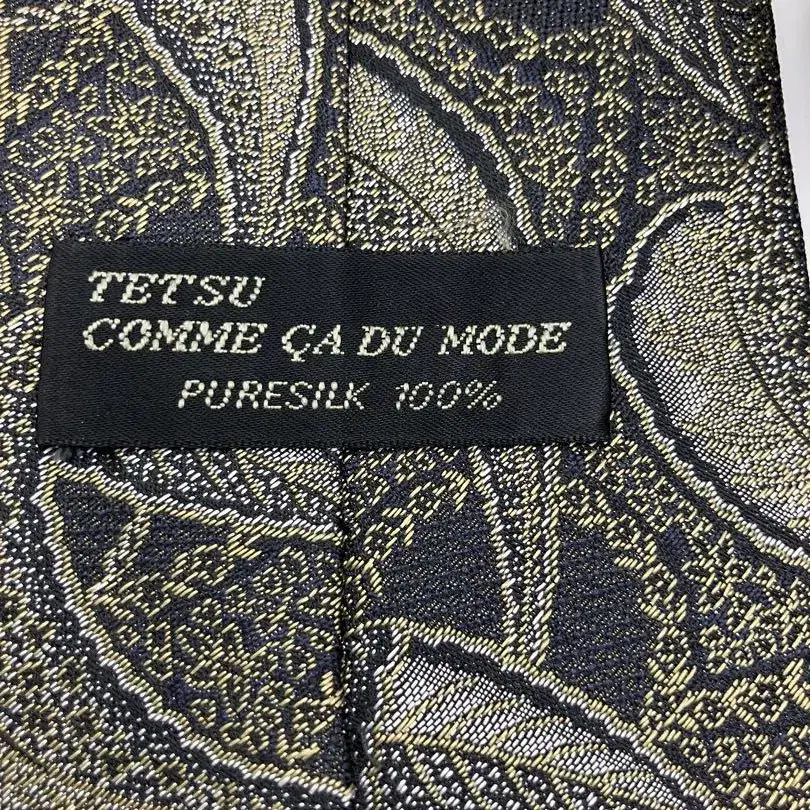 TETSU
COMME ÇA DU MODE
PURESILK 100%